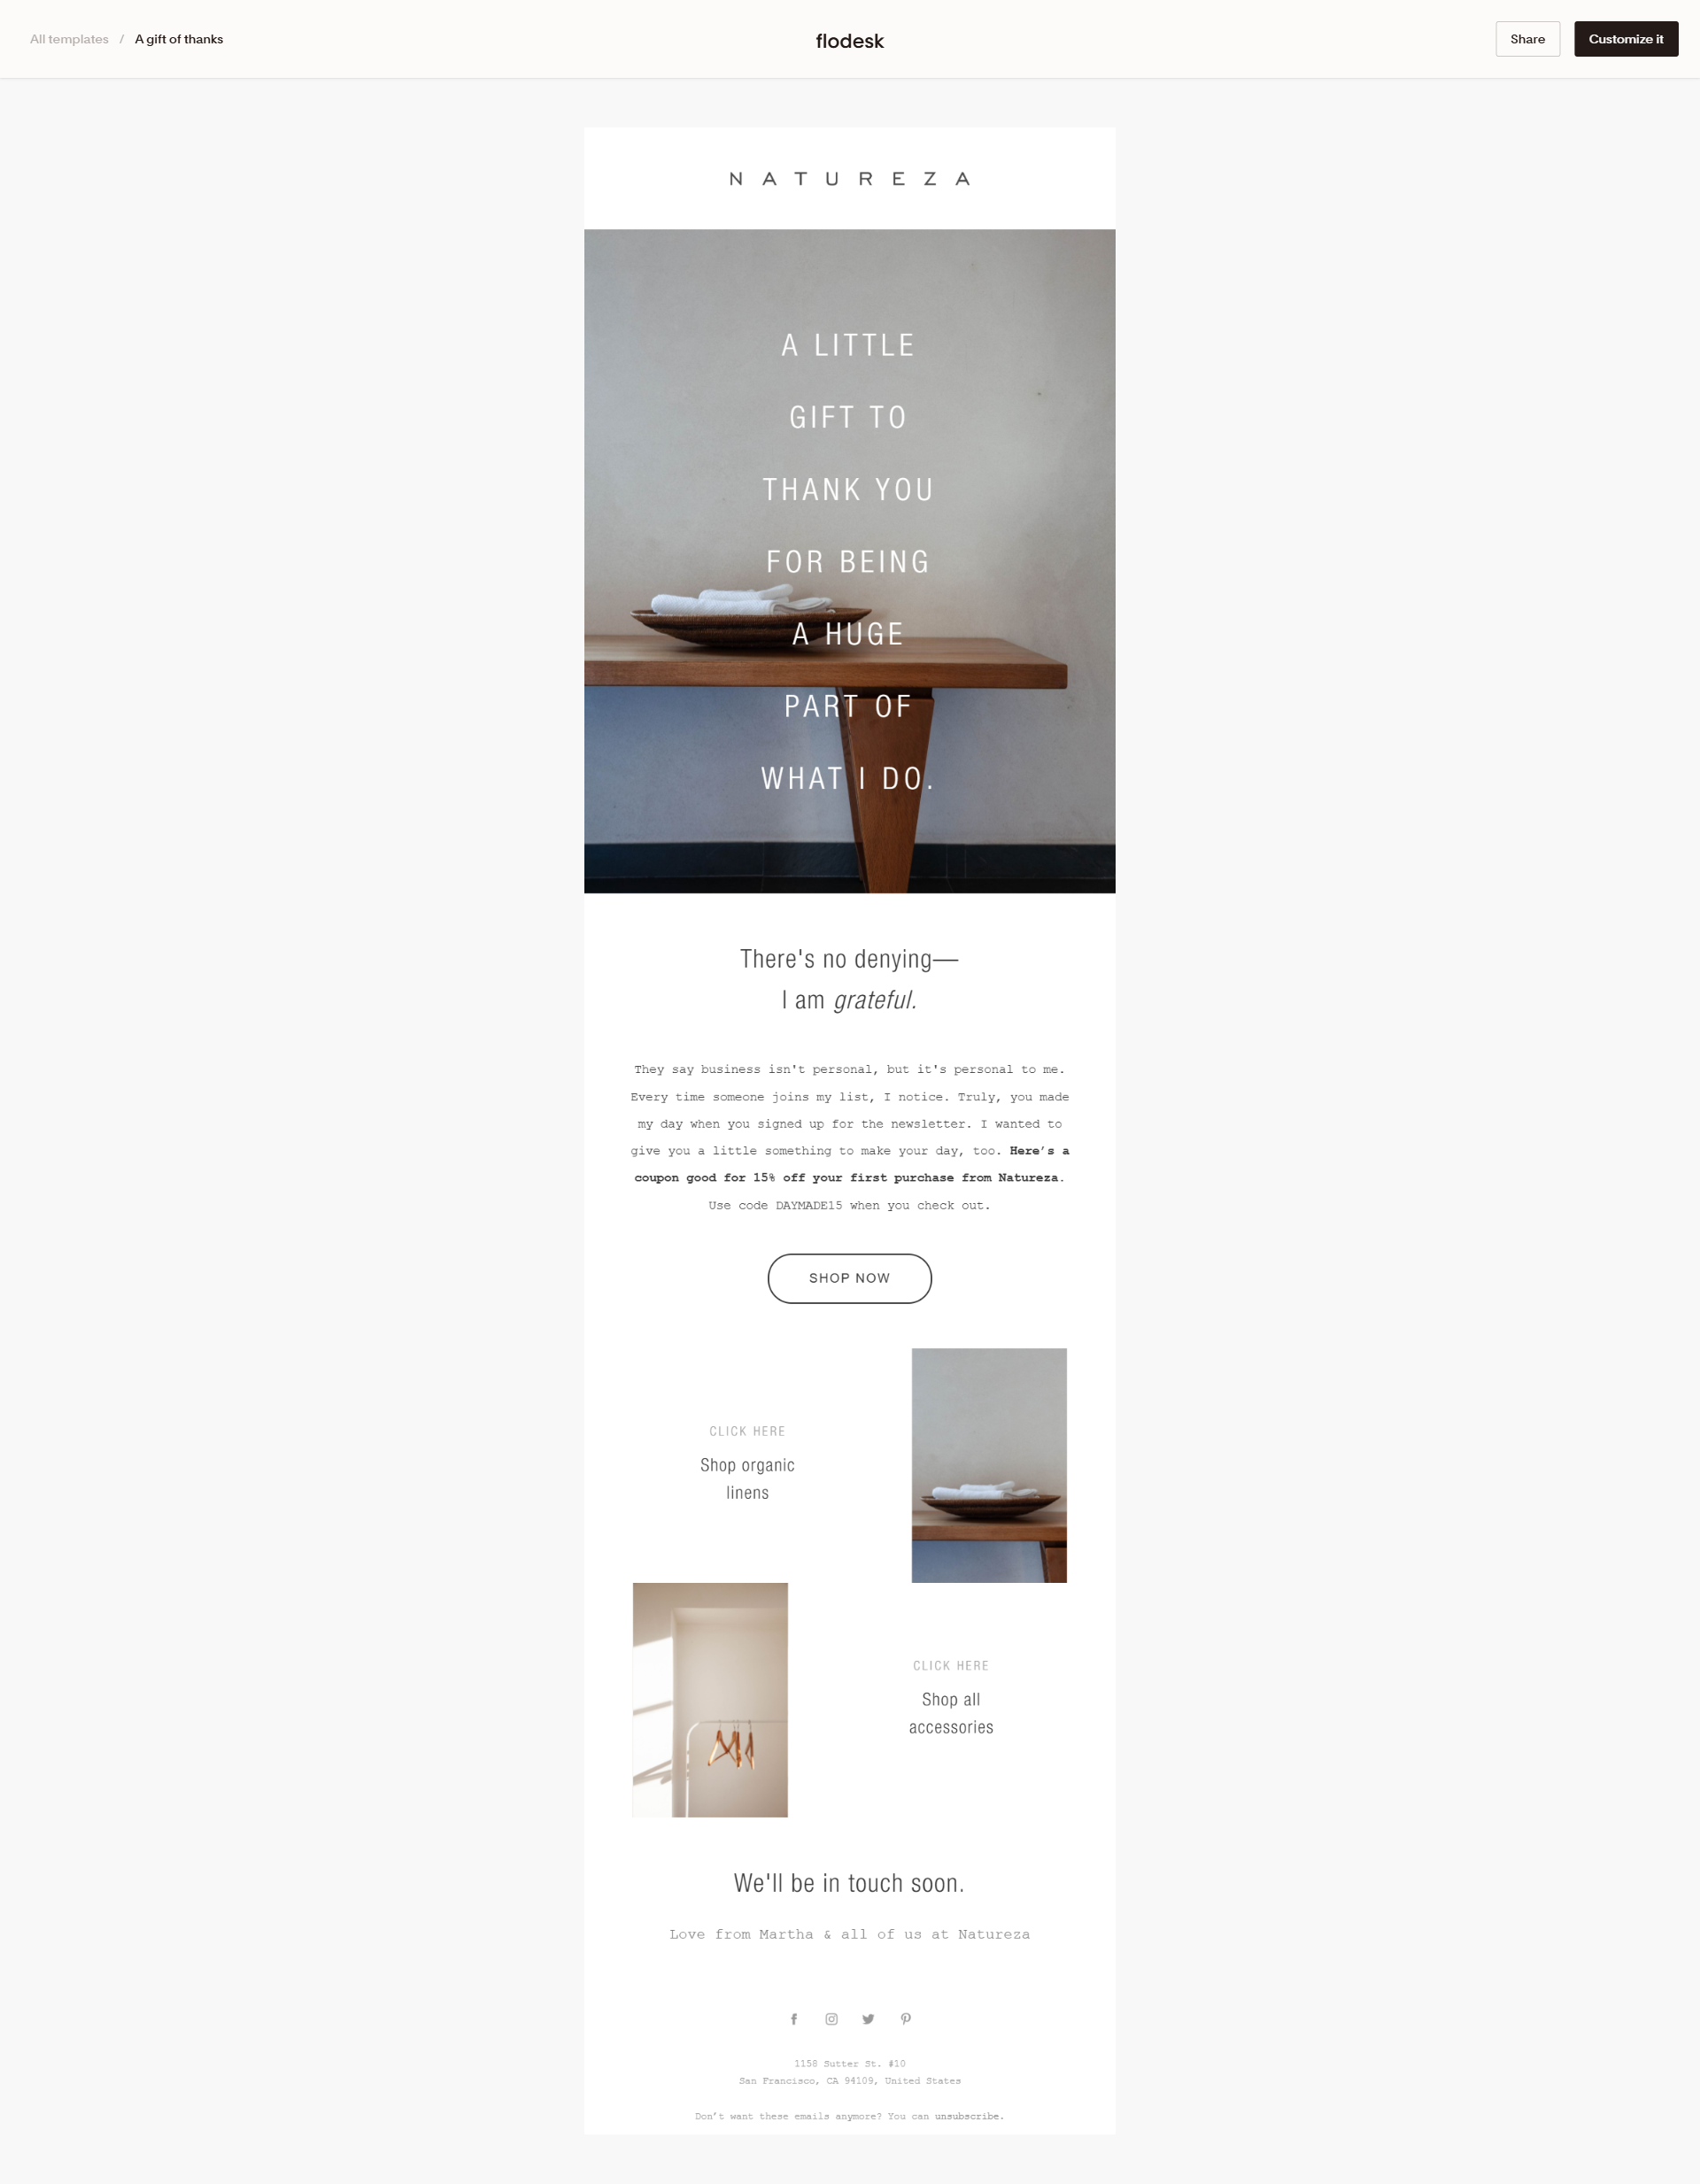 All templates / A gift of thanks
flodesk
Share
Customize it
NATUREZA
A LITTLE
GIFT TO
THANK YOU
FOR BEING
A HUGE
PART OF
WHAT I DO.
There's no denying—
I am grateful.
They say business isn't personal, but it's personal to me.
Every time someone joins my list, I notice. Truly, you made
my day when you signed up for the newsletter. I wanted to
give you a little something to make your day, too. Here’s a
coupon good for 15% off your first purchase from Natureza.
Use code DAYMADE15 when you check out.
SHOP NOW
CLICK HERE
Shop organic
linens
CLICK HERE
Shop all
accessories
We'll be in touch soon.
Love from Martha & all of us at Natureza
1158 Sutter St. #10
San Francisco, CA 94109, United States
Don’t want these emails anymore? You can unsubscribe.